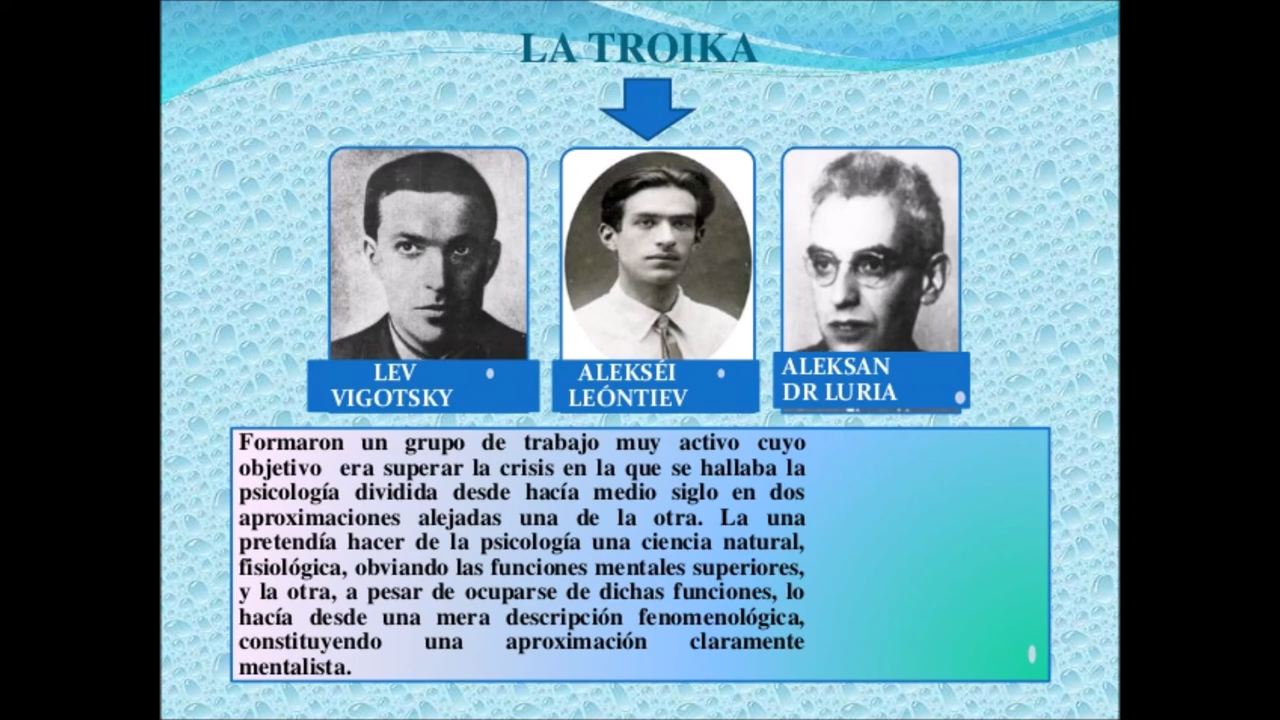 LA TROIKA
LEV
VIGOTSKY
ALEKSÉI
LEÓNTIEV
ALEKSAN
DR LURIA
Formaron un grupo de trabajo muy activo cuyo
objetivo era superar la crisis en la que se hallaba la
psicología dividida desde hacía medio siglo en dos
aproximaciones alejadas una de la otra. La una
pretendía hacer de la psicología una ciencia natural,
fisiológica, obviando las funciones mentales superiores,
y la otra, a pesar de ocuparse de dichas funciones, lo
hacía desde una mera descripción fenomenológica,
constituyendo una aproximación claramente
mentalista.